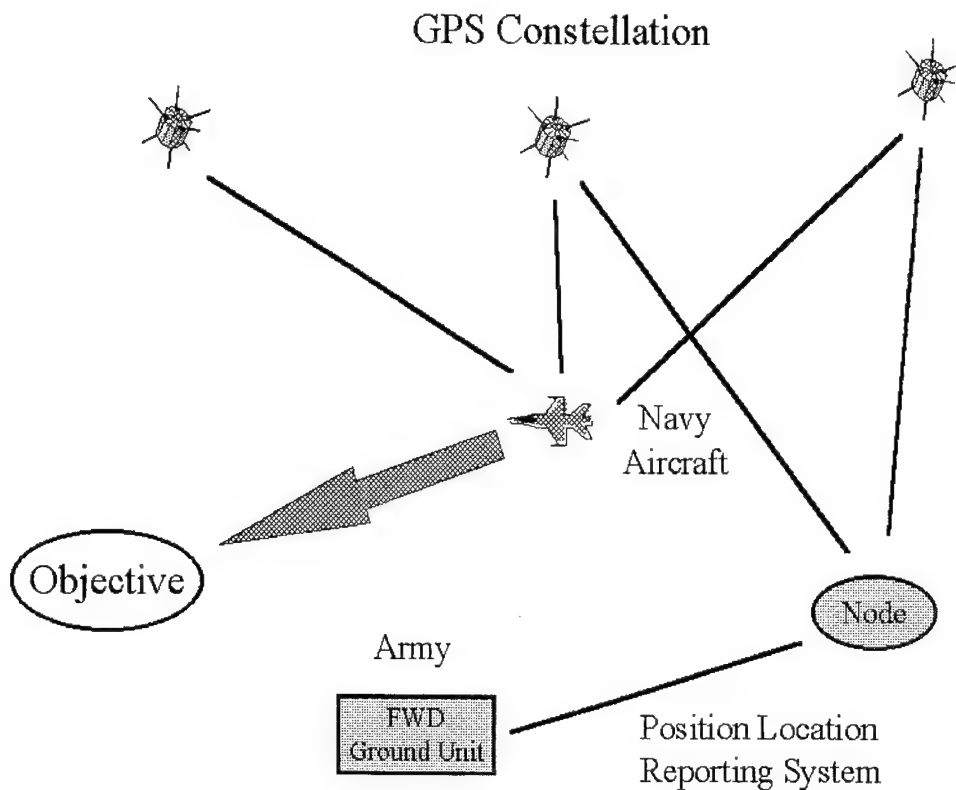 GPS Constellation
Navy
Aircraft
Objective
Node
Army
FWD
Ground Unit
Position Location
Reporting System